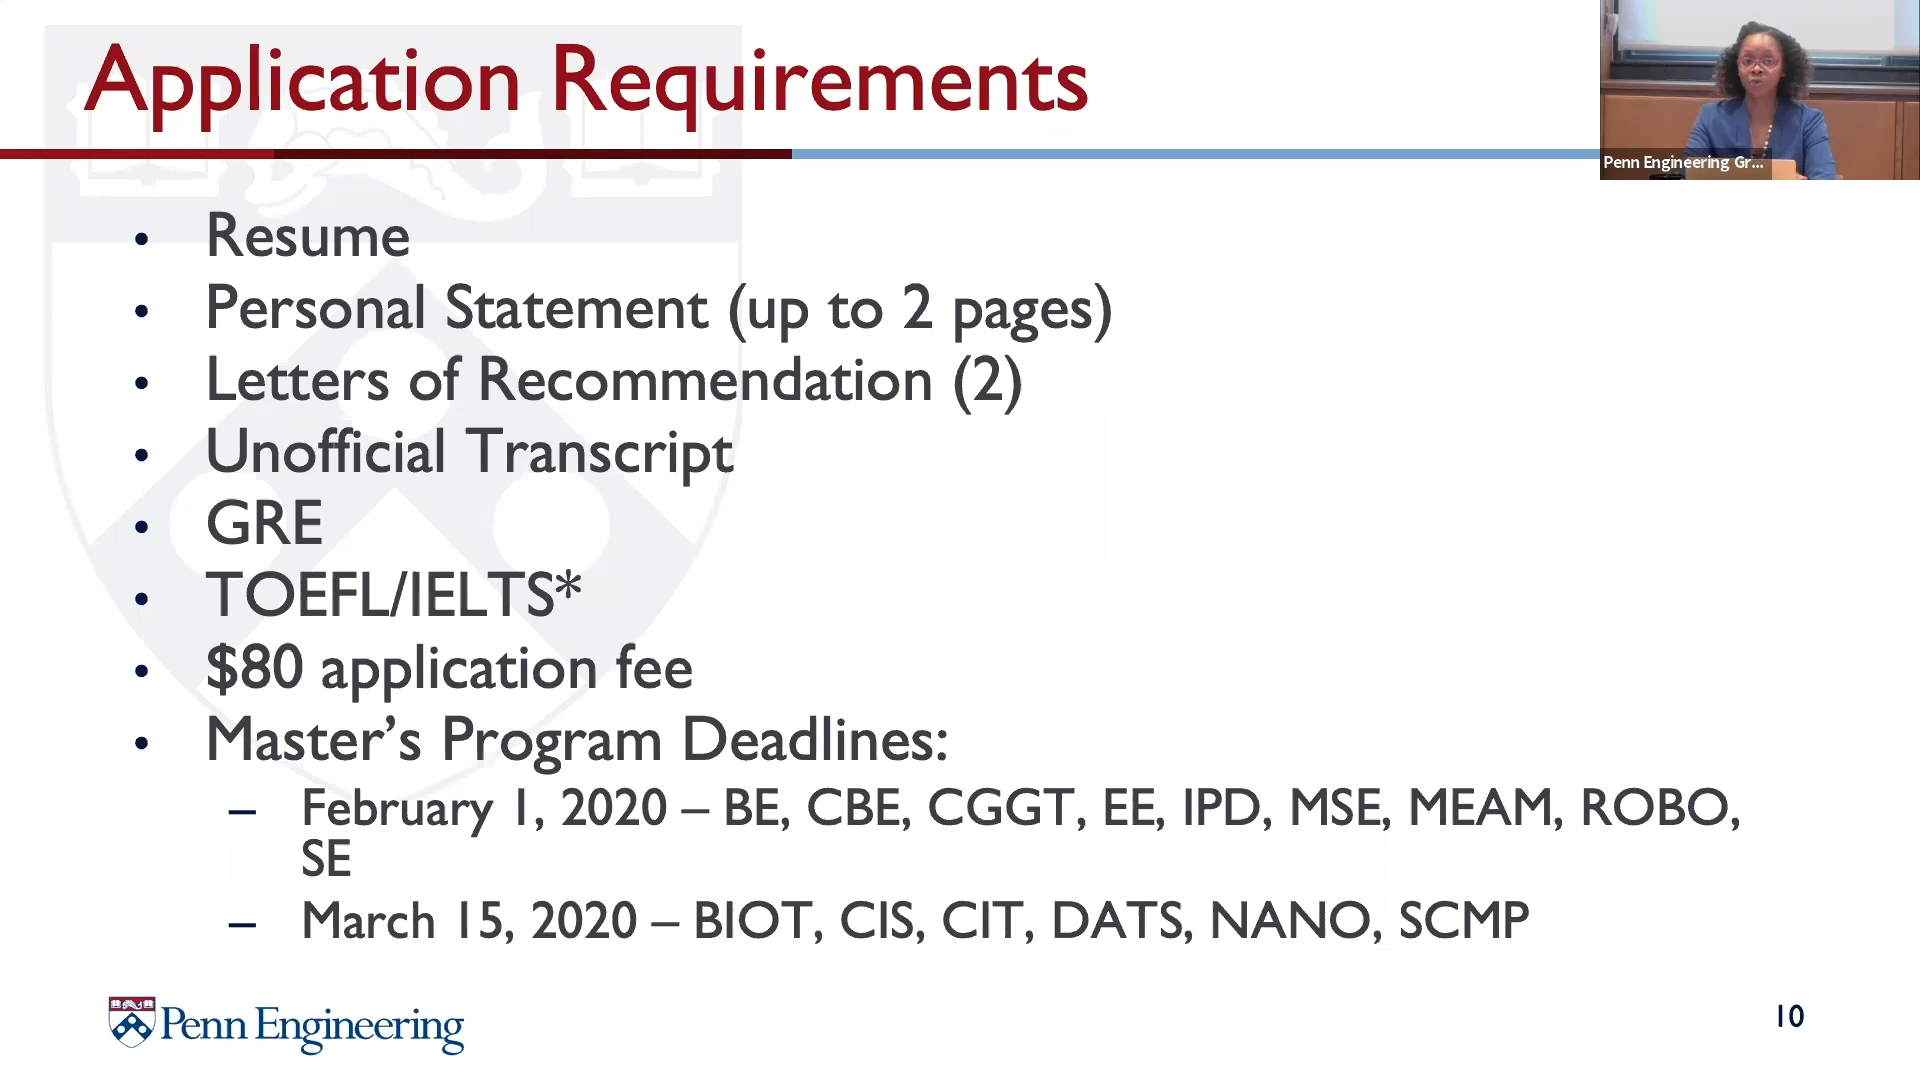 Application Requirements
Penn Engineering Gr...
• Resume
• Personal Statement (up to 2 pages)
• Letters of Recommendation (2)
• Unofficial Transcript
• GRE
• TOEFL/IELTS*
• $80 application fee
• Master’s Program Deadlines:
– February 1, 2020 – BE, CBE, CGGT, EE, IPD, MSE, MEAM, ROBO,
SE
– March 15, 2020 – BIOT, CIS, CIT, DATS, NANO, SCMP
Penn Engineering
10